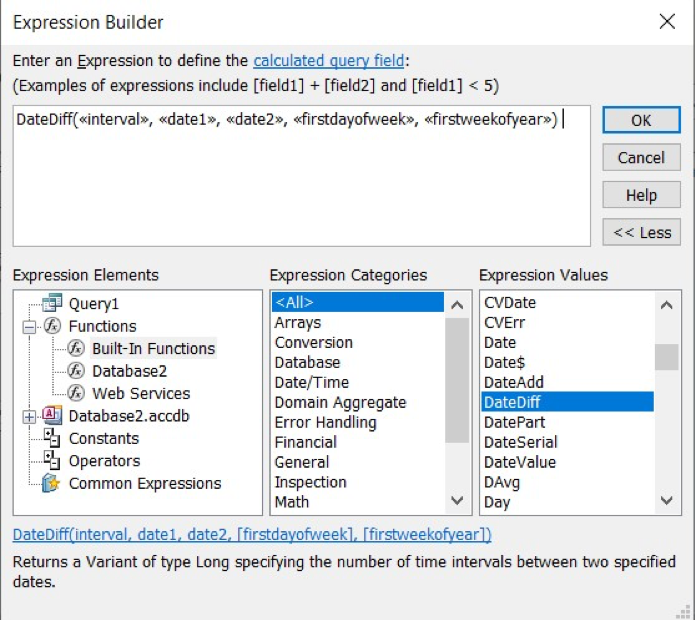 Expression Builder
Enter an Expression to define the calculated query field:
(Examples of expressions include [field1] + [field2] and [field1] < 5)
DateDiff(«interval», «date1», «date2», «firstdayofweek», «firstweekofyear»)
OK
Cancel
Help
<< Less
Expression Elements
Query1
Functions
Built-In Functions
Database2
Web Services
Database2.accdb
Constants
Operators
Common Expressions
Expression Categories
<All>
Arrays
Conversion
Database
Date/Time
Domain Aggregate
Error Handling
Financial
General
Inspection
Math
Expression Values
CVDate
CVErr
Date
Date$
DateAdd
DateDiff
DatePart
DateSerial
DateValue
DAvg
Day
DateDiff(interval, date1, date2, [firstdayofweek], [firstweekofyear])
Returns a Variant of type Long specifying the number of time intervals between two specified
dates.